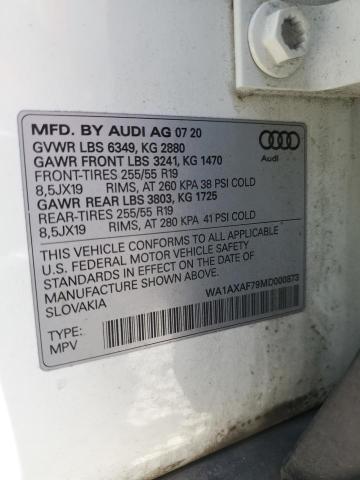 MFD. BY AUDI AG 07 20
GVWR LBS 6349, KG 2880
GAWR FRONT LBS 3241, KG 1470
FRONT-TIRES 255/55 R19
8,5JX19 RIMS, AT 260 KPA 38 PSI COLD
GAWR REAR LBS 3803, KG 1725
REAR-TIRES 255/55 R19
8,5JX19 RIMS, AT 280 KPA 41 PSI COLD
Audi
THIS VEHICLE CONFORMS TO ALL APPLICABLE
U.S. FEDERAL MOTOR VEHICLE SAFETY
STANDARDS IN EFFECT ON THE DATE OF
MANUFACTURE SHOWN ABOVE.
SLOVAKIA
WA1AXAF79MD000873
TYPE:
MPV